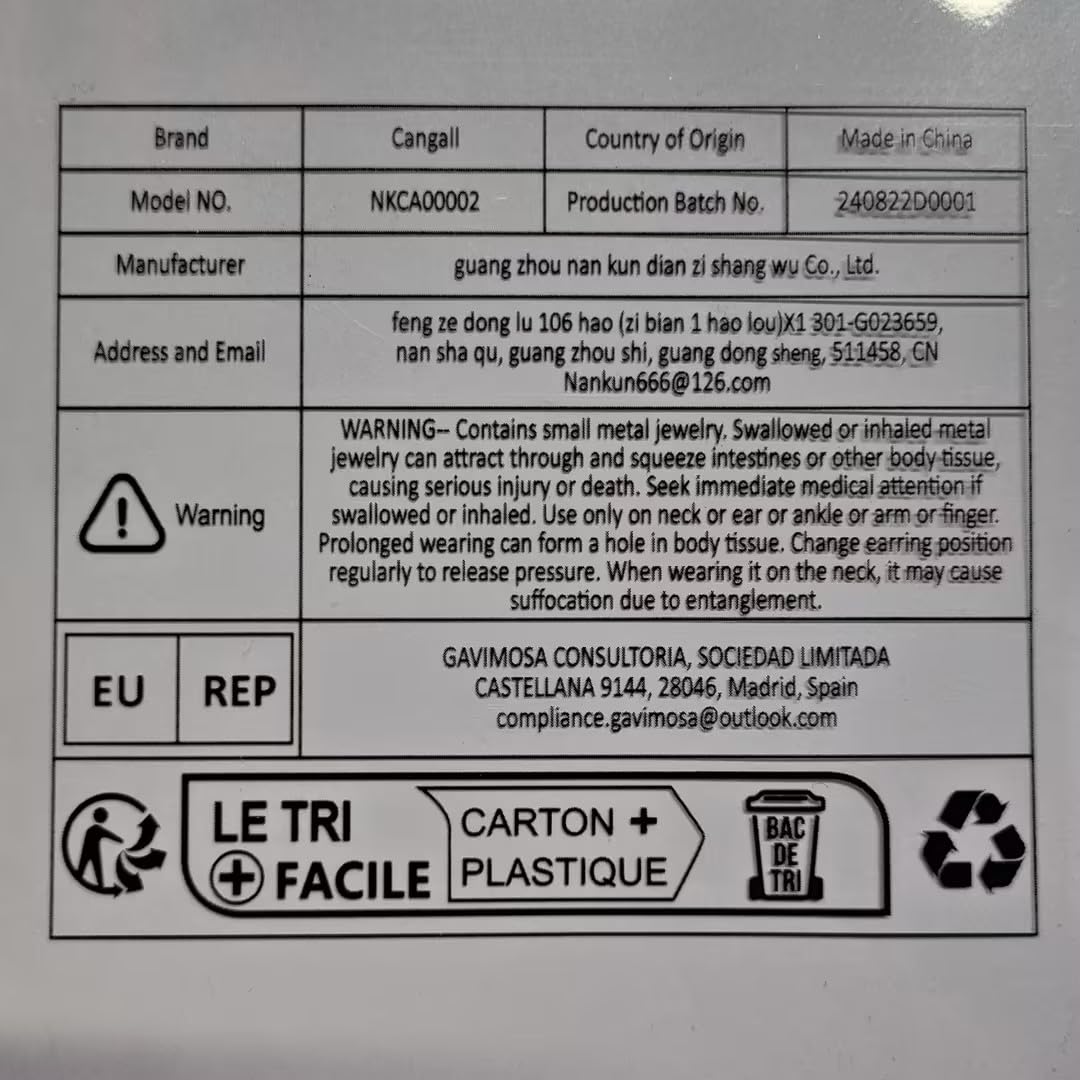 Brand Cangall Country of Origin Made in China
Model NO. NKCA00002 Production Batch No. 240822D0001
Manufacturer guang zhou nan kun dian zi shang wu Co., Ltd.
Address and Email
feng ze dong lu 106 hao (zi bian 1 hao lou)X1 301-G023659,
nan sha qu, guang zhou shi, guang dong sheng, 511458, CN
Nankun666@126.com
Warning
WARNING-- Contains small metal jewelry. Swallowed or inhaled metal
jewelry can attract through and squeeze intestines or other body tissue,
causing serious injury or death. Seek immediate medical attention if
swallowed or inhaled. Use only on neck or ear or ankle or arm or finger.
Prolonged wearing can form a hole in body tissue. Change earring position
regularly to release pressure. When wearing it on the neck, it may cause
suffocation due to entanglement.
EU REP
GAVIMOSA CONSULTORIA, SOCIEDAD LIMITADA
CASTELLANA 9144, 28046, Madrid, Spain
compliance.gavimosa@outlook.com
LE TRI
+ FACILE
CARTON +
PLASTIQUE
BAC
DE
TRI